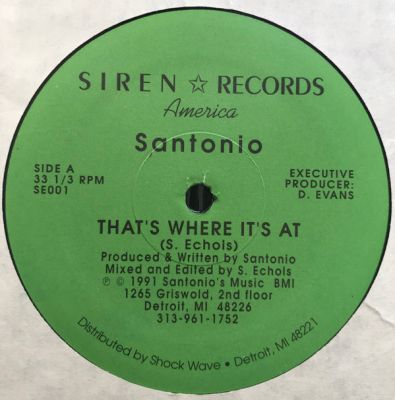 SIREN ☆ RECORDS
America
Santonio
SIDE A
33 1/3 RPM
SE001
EXECUTIVE
PRODUCER:
D. EVANS
THAT'S WHERE IT'S AT
(S. Echols)
Produced & Written by Santonio
Mixed and Edited by S. Echols
℗ © 1991 Santonio's Music BMI
1265 Griswold, 2nd floor
Detroit, MI 48226
313-961-1752
Distributed by Shock Wave • Detroit, MI 48221